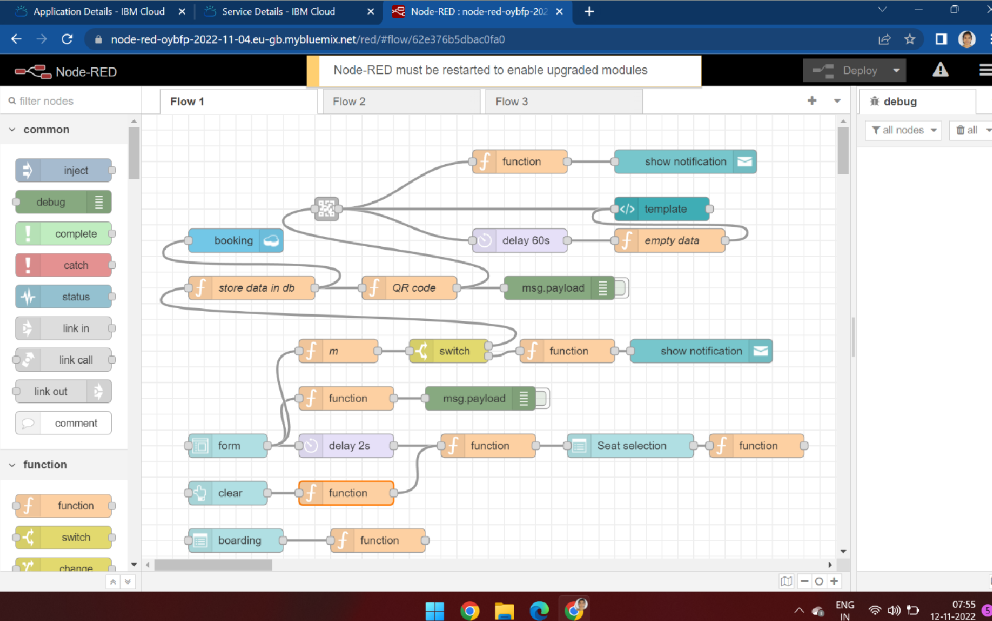 Application Details - IBM Cloud
Service Details - IBM Cloud
Node-RED : node-red-oybfp-202
node-red-oybfp-2022-11-04.eu-gb.mybluemix.net/red/#flow/62e376b5dbac0fa0
Node-RED
Node-RED must be restarted to enable upgraded modules
Deploy
filter nodes
Flow 1
Flow 2
Flow 3
debug
all nodes
all
common
inject
debug
complete
catch
status
link in
link call
link out
comment
function
function
switch
change
function
show notification
template
booking
delay 60s
empty data
store data in db
QR code
msg.payload
m
switch
function
show notification
function
msg.payload
form
delay 2s
function
Seat selection
function
clear
function
boarding
function
ENG
IN
07:55
12-11-2022
5